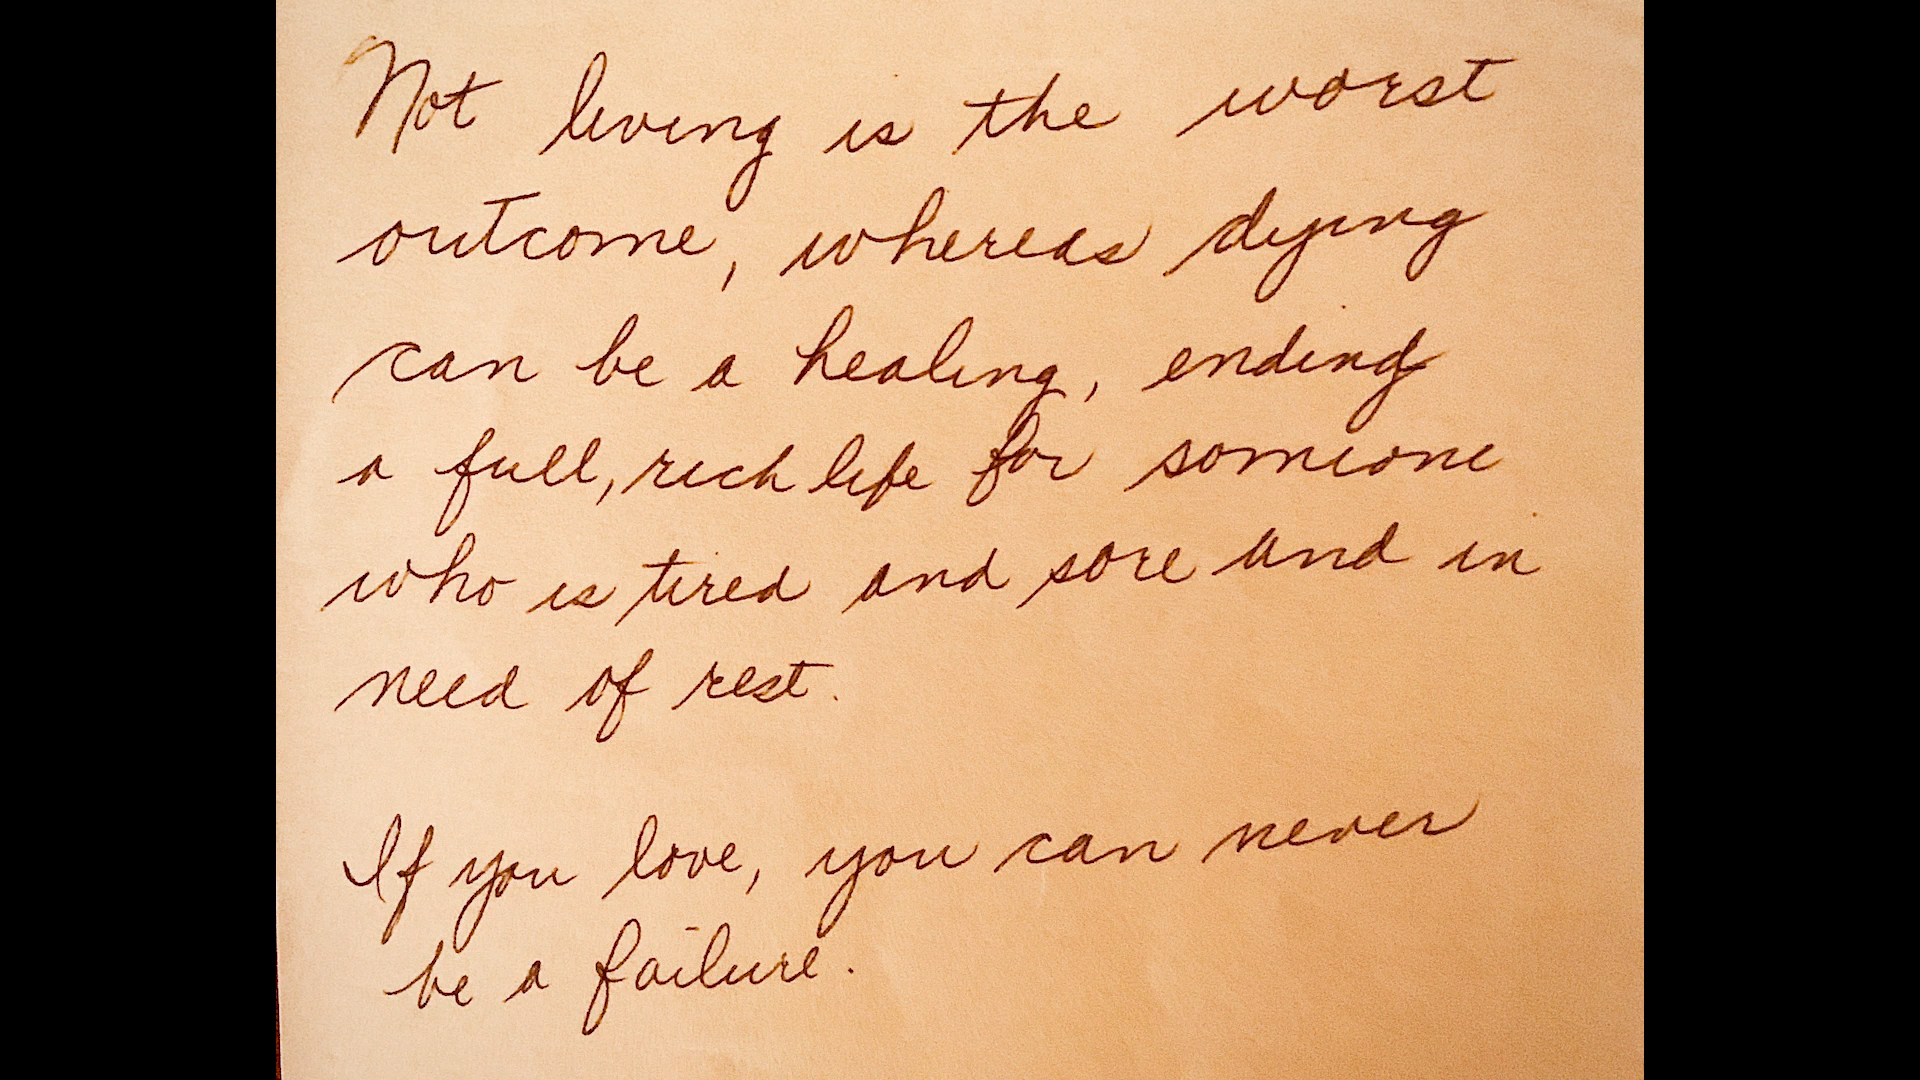 Not living is the worst
outcome, whereas dying
can be a healing, ending
a full, rich life for someone
who is tired and sore and in
need of rest.
If you love, you can never
be a failure.